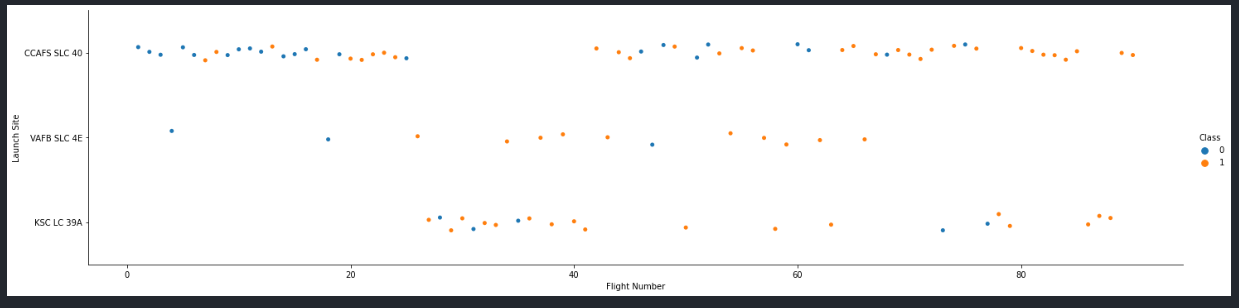 CCAFS SLC 40
VAFB SLC 4E
KSC LC 39A
Launch Site
0
20
40
60
80
Flight Number
Class
0
1